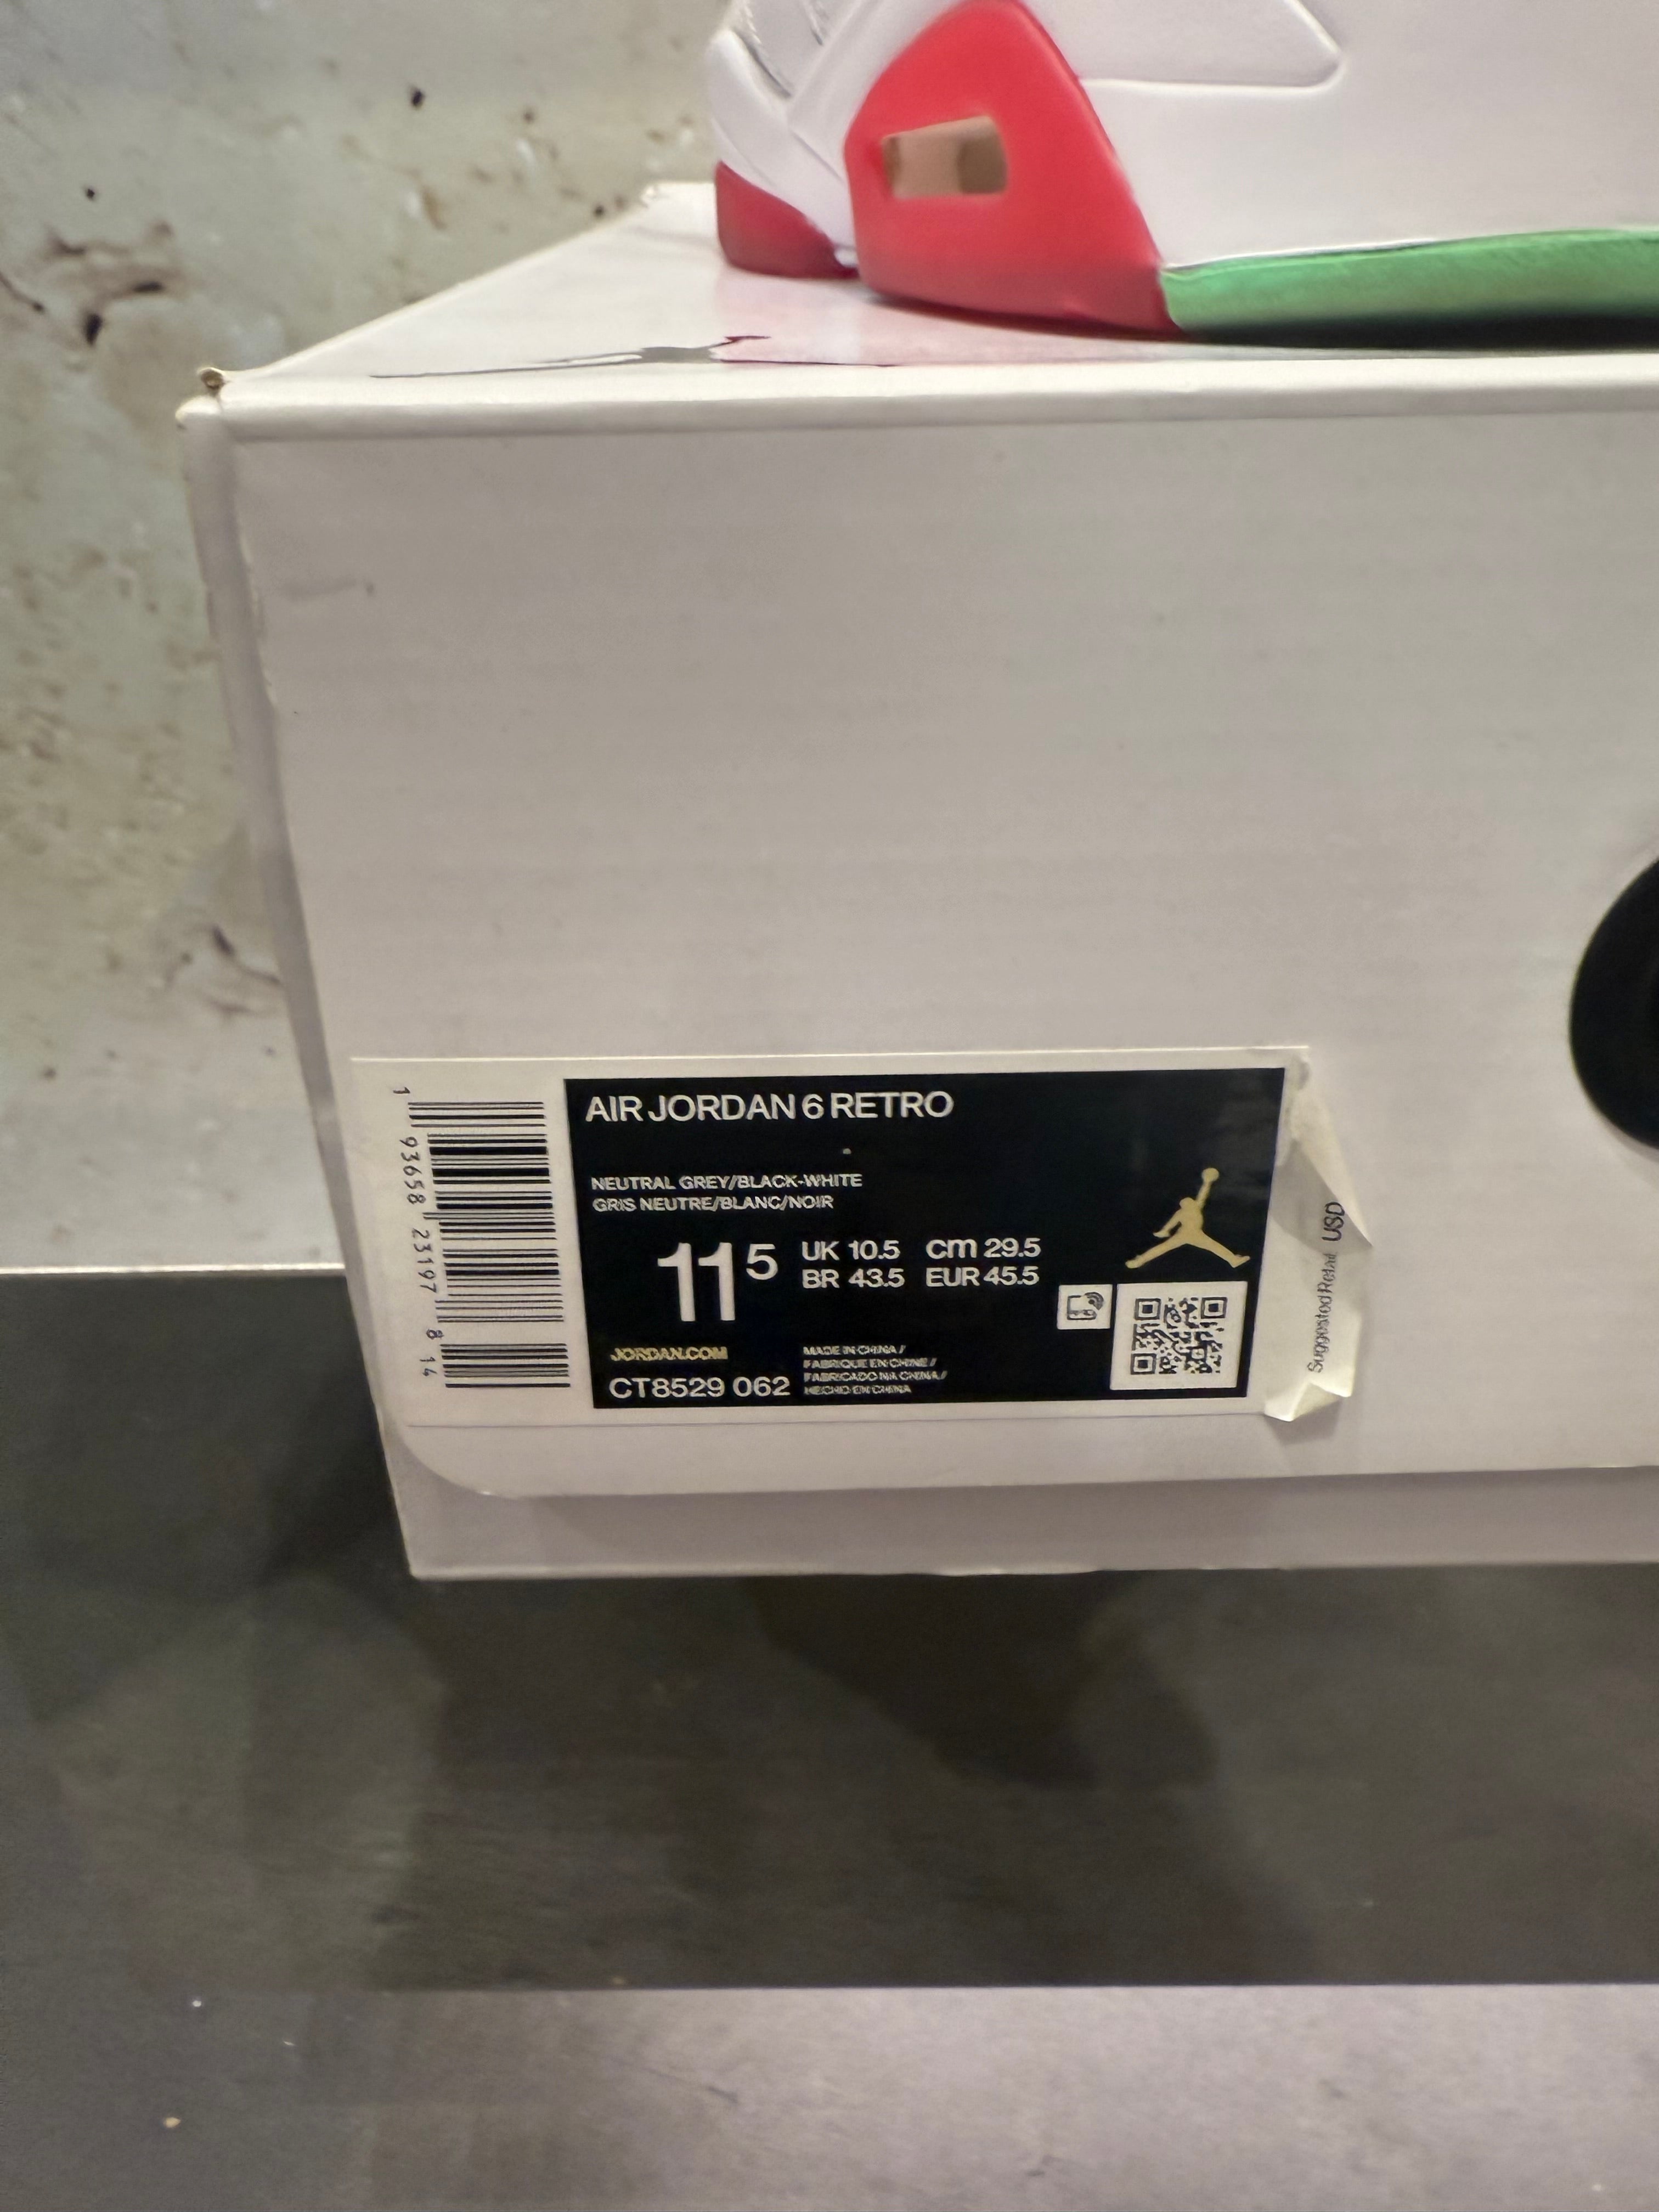 AIR JORDAN 6 RETRO
NEUTRAL GREY/BLACK-WHITE
GRIS NEUTRE/BLANC/NOIR
11 5
UK 10.5 cm 29.5
BR 43.5 EUR 45.5
JORDAN.COM
CT8529 062
MADE IN CHINA /
FABRIQUE EN CHINE /
FABRICADO NA CHINA /
HECHO EN CHINA
1 93658 23197 8 14
Suggested Retail USD